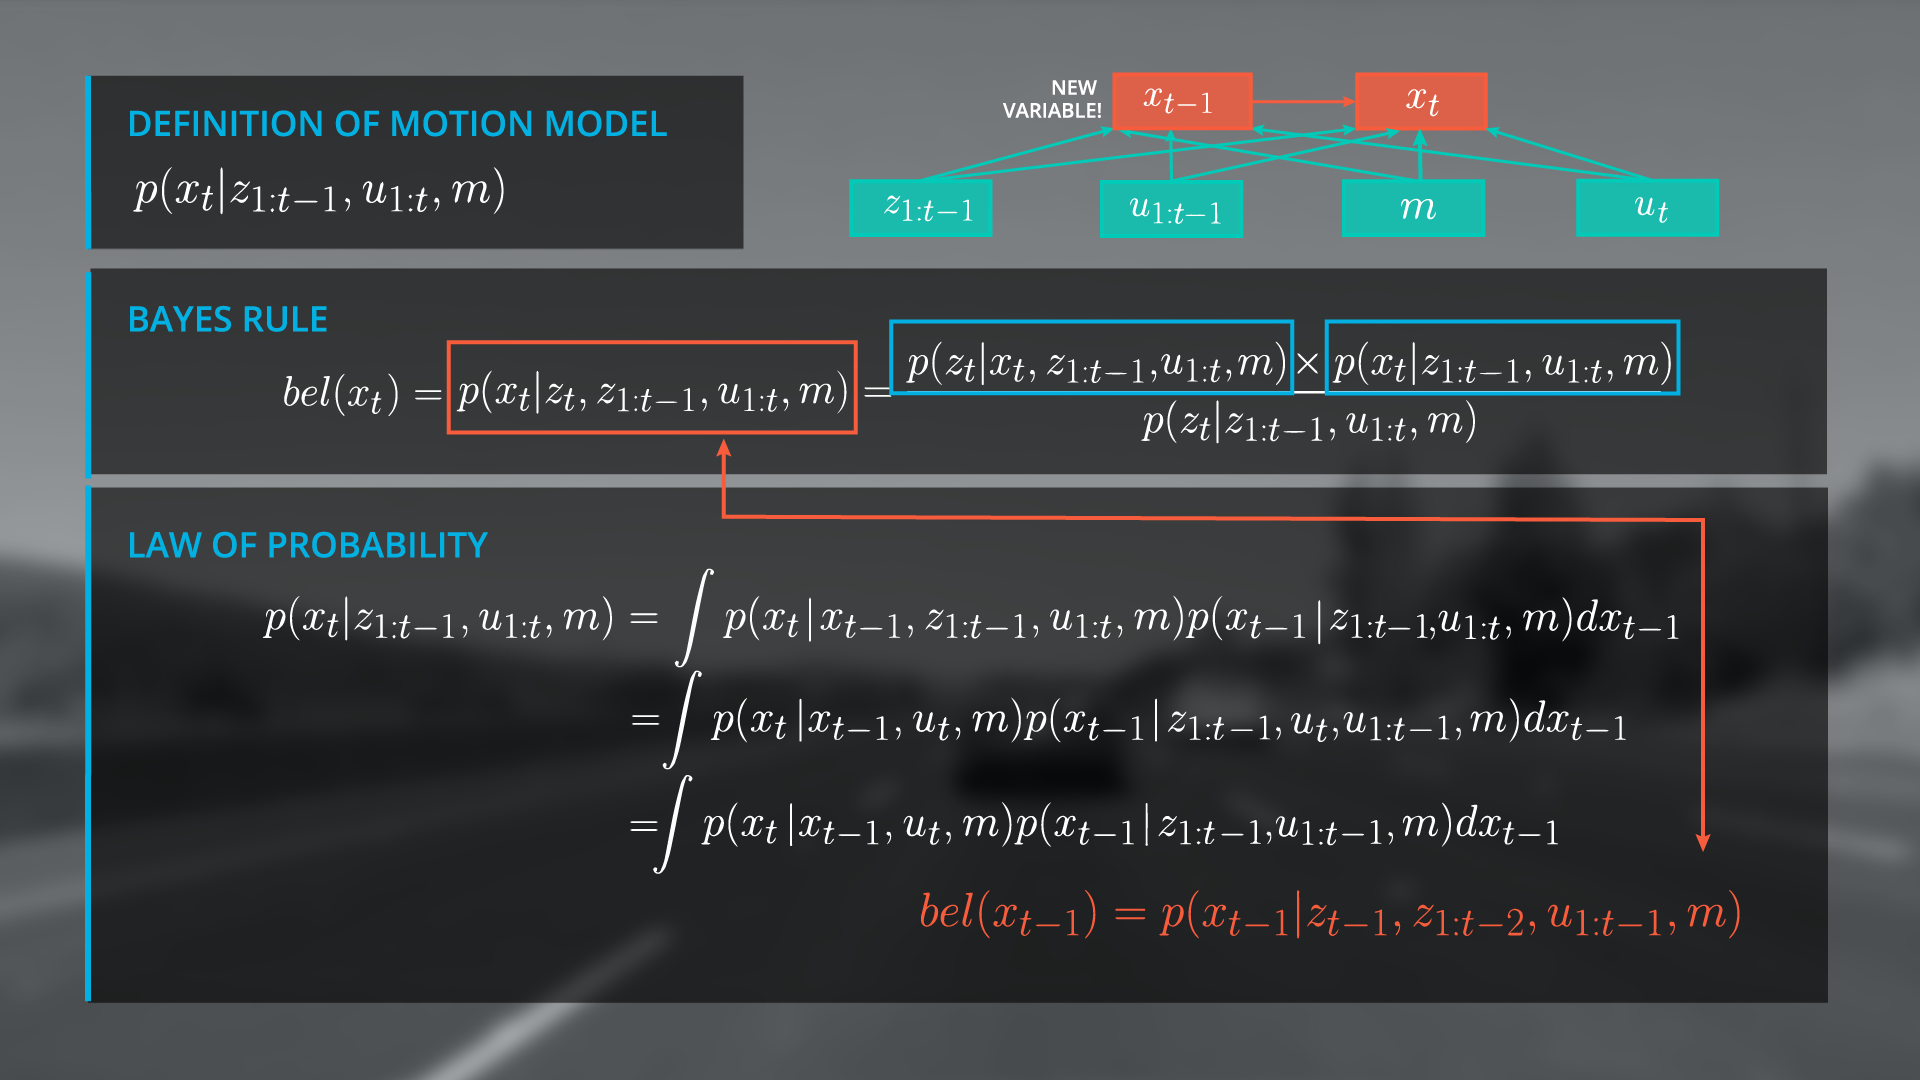 DEFINITION OF MOTION MODEL
p(x_t|z_{1:t-1}, u_{1:t}, m)
NEW
VARIABLE!
x_{t-1} x_t
z_{1:t-1} u_{1:t-1} m u_t
BAYES RULE
bel(x_t) = p(x_t|z_t, z_{1:t-1}, u_{1:t}, m) = p(z_t|x_t, z_{1:t-1},u_{1:t},m) × p(x_t|z_{1:t-1}, u_{1:t}, m)
p(z_t|z_{1:t-1}, u_{1:t}, m)
LAW OF PROBABILITY
p(x_t|z_{1:t-1}, u_{1:t}, m) = ∫ p(x_t|x_{t-1}, z_{1:t-1}, u_{1:t}, m)p(x_{t-1}|z_{1:t-1},u_{1:t}, m)dx_{t-1}
= ∫ p(x_t|x_{t-1}, u_t, m)p(x_{t-1}|z_{1:t-1}, u_t,u_{1:t-1}, m)dx_{t-1}
= ∫ p(x_t|x_{t-1}, u_t, m)p(x_{t-1}|z_{1:t-1},u_{1:t-1}, m)dx_{t-1}
bel(x_{t-1}) = p(x_{t-1}|z_{t-1}, z_{1:t-2}, u_{1:t-1}, m)